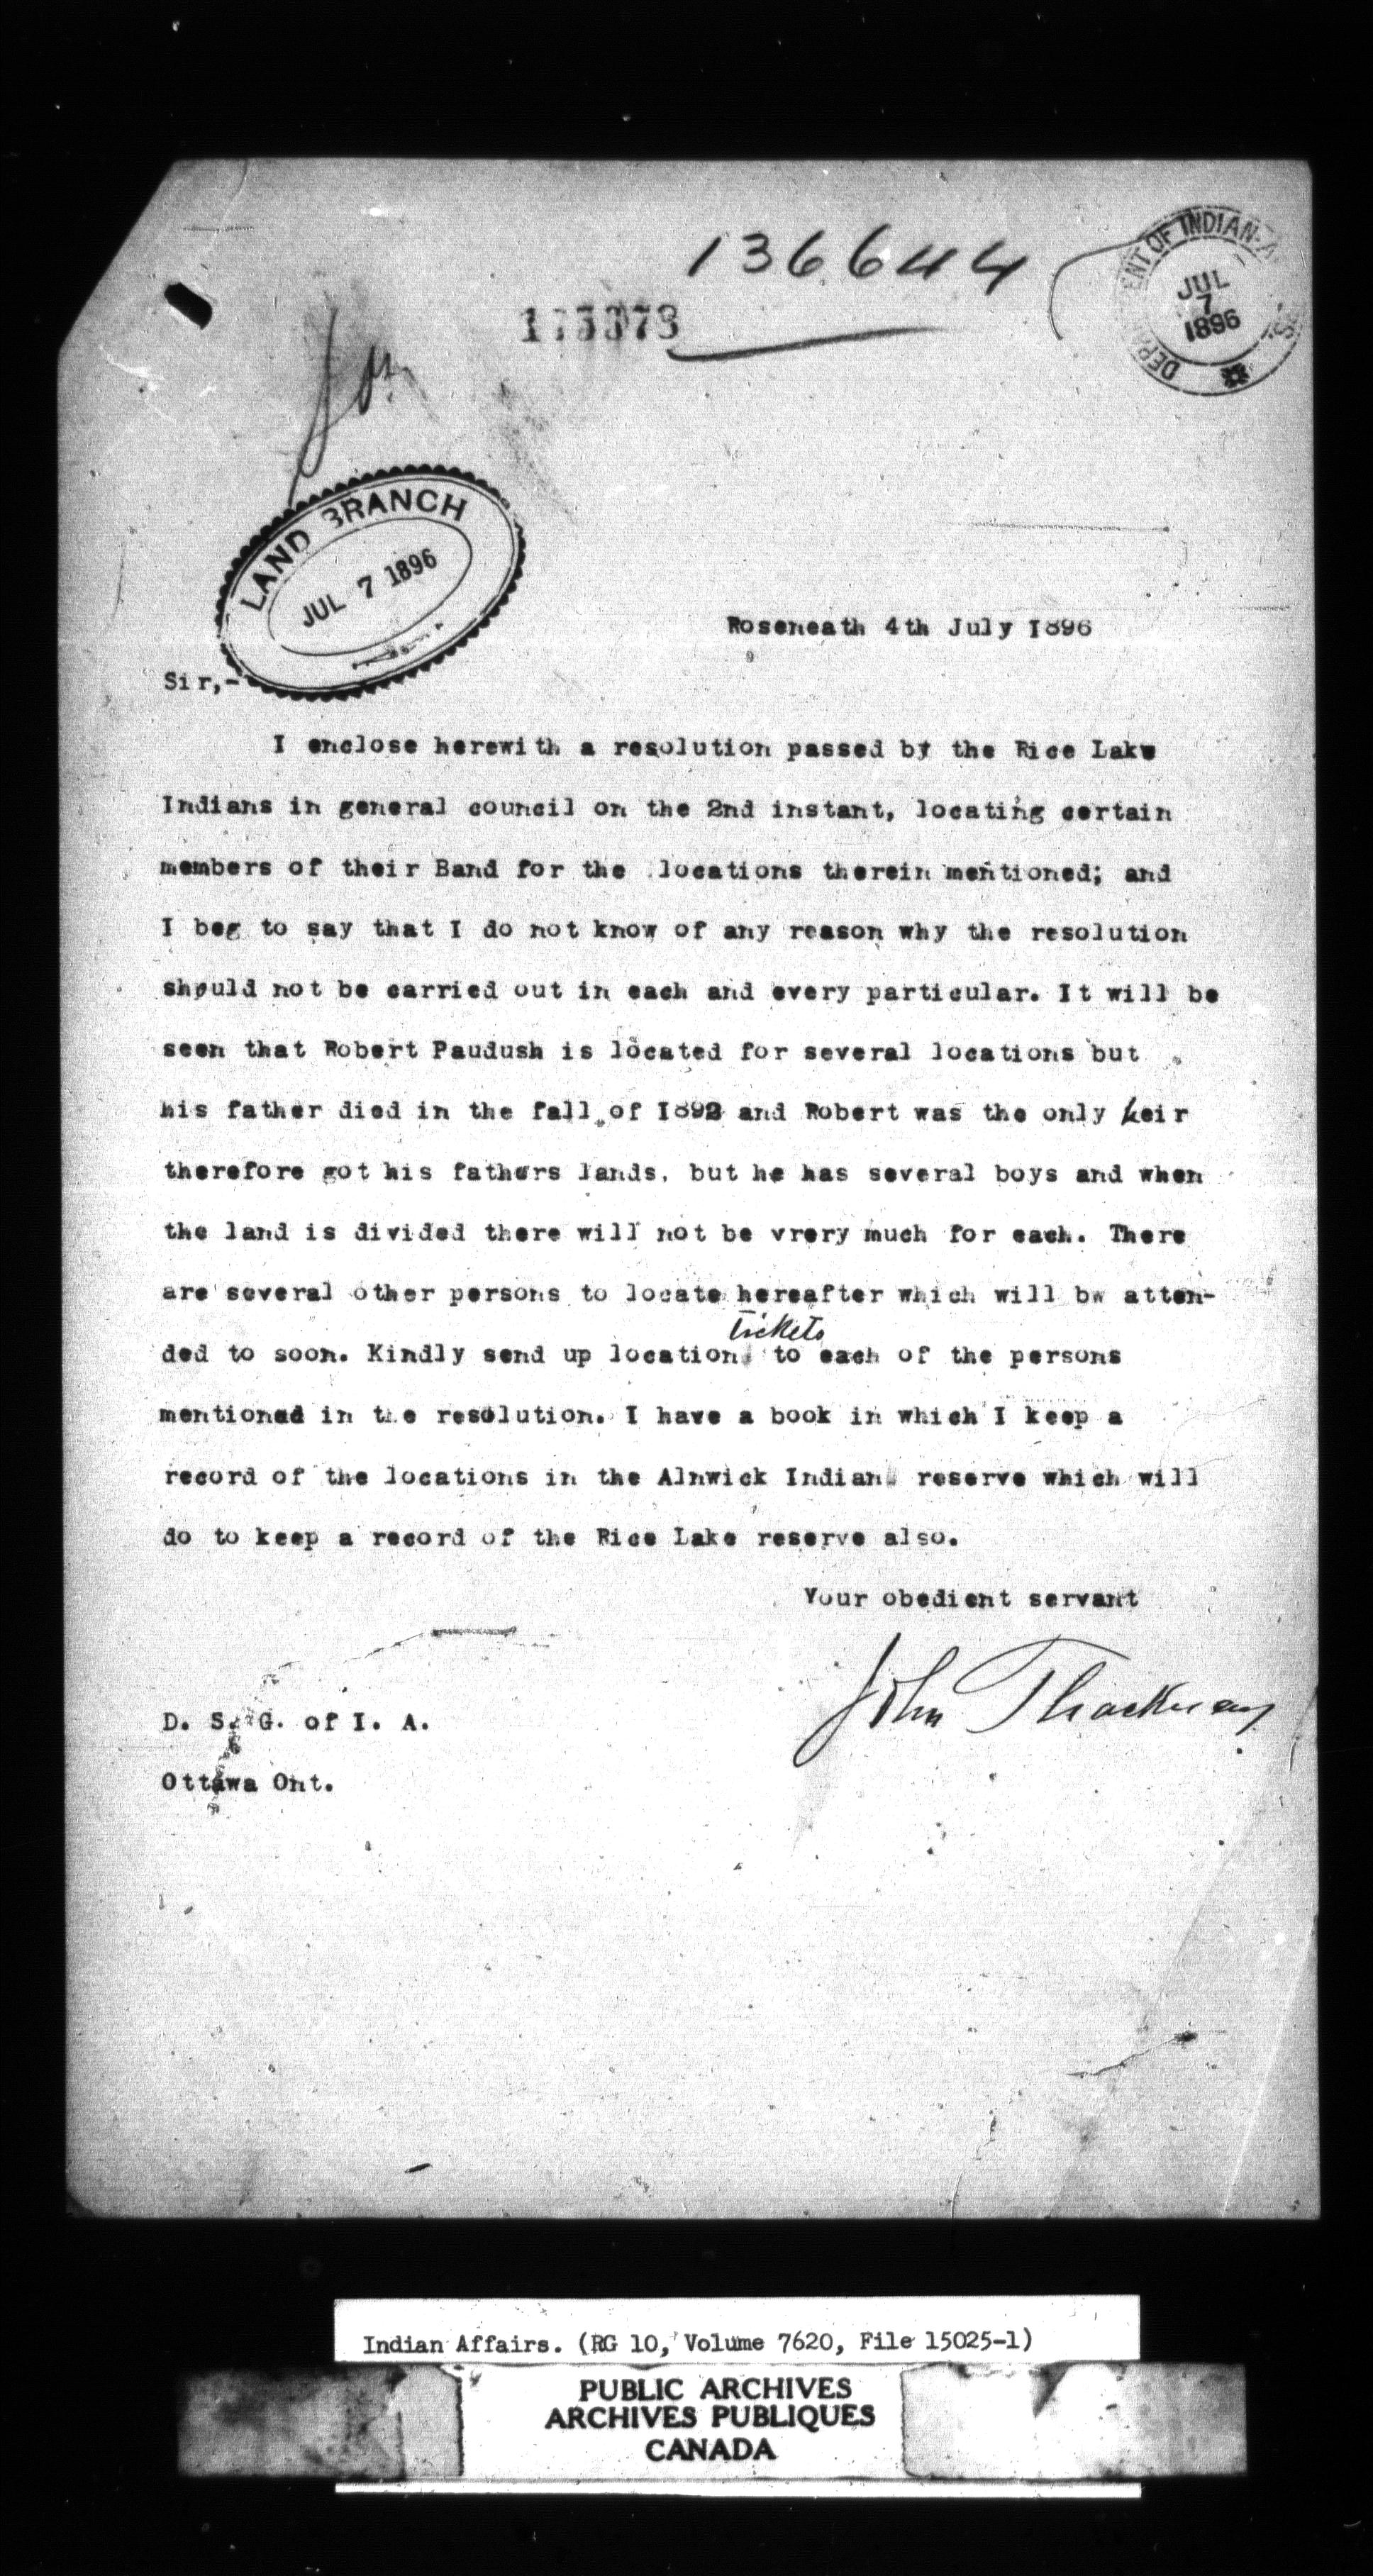 136644
DEPA ENT OF INDIAN A
JUL
7
1896
LAND BRANCH
JUL 7 1896
Roseneath 4th July I896
Sir,-
I enclose herewith a resolution passed by the Rice Lake
Indians in general council on the 2nd instant, locating certain
members of their Band for the locations therein mentioned; and
I beg to say that I do not know of any reason why the resolution
should not be carried out in each and every particular. It will be
seen that Robert Paudush is located for several locations but
his father died in the fall of I892 and Robert was the only heir
therefore got his fathers lands, but he has several boys and when
the land is divided there will not be vrery much for each. There
are several other persons to locate hereafter which will bw atten-
tickets
ded to soon. Kindly send up location to each of the persons
mentioned in the resolution. I have a book in which I keep a
record of the locations in the Alnwick Indian reserve which will
do to keep a record of the Rice Lake reserve also.
Your obedient servant
John Thackeray
D. S. G. of I. A.
Ottawa Ont.
Indian Affairs. (RG 10, Volume 7620, File 15025-1)
PUBLIC ARCHIVES
ARCHIVES PUBLIQUES
CANADA